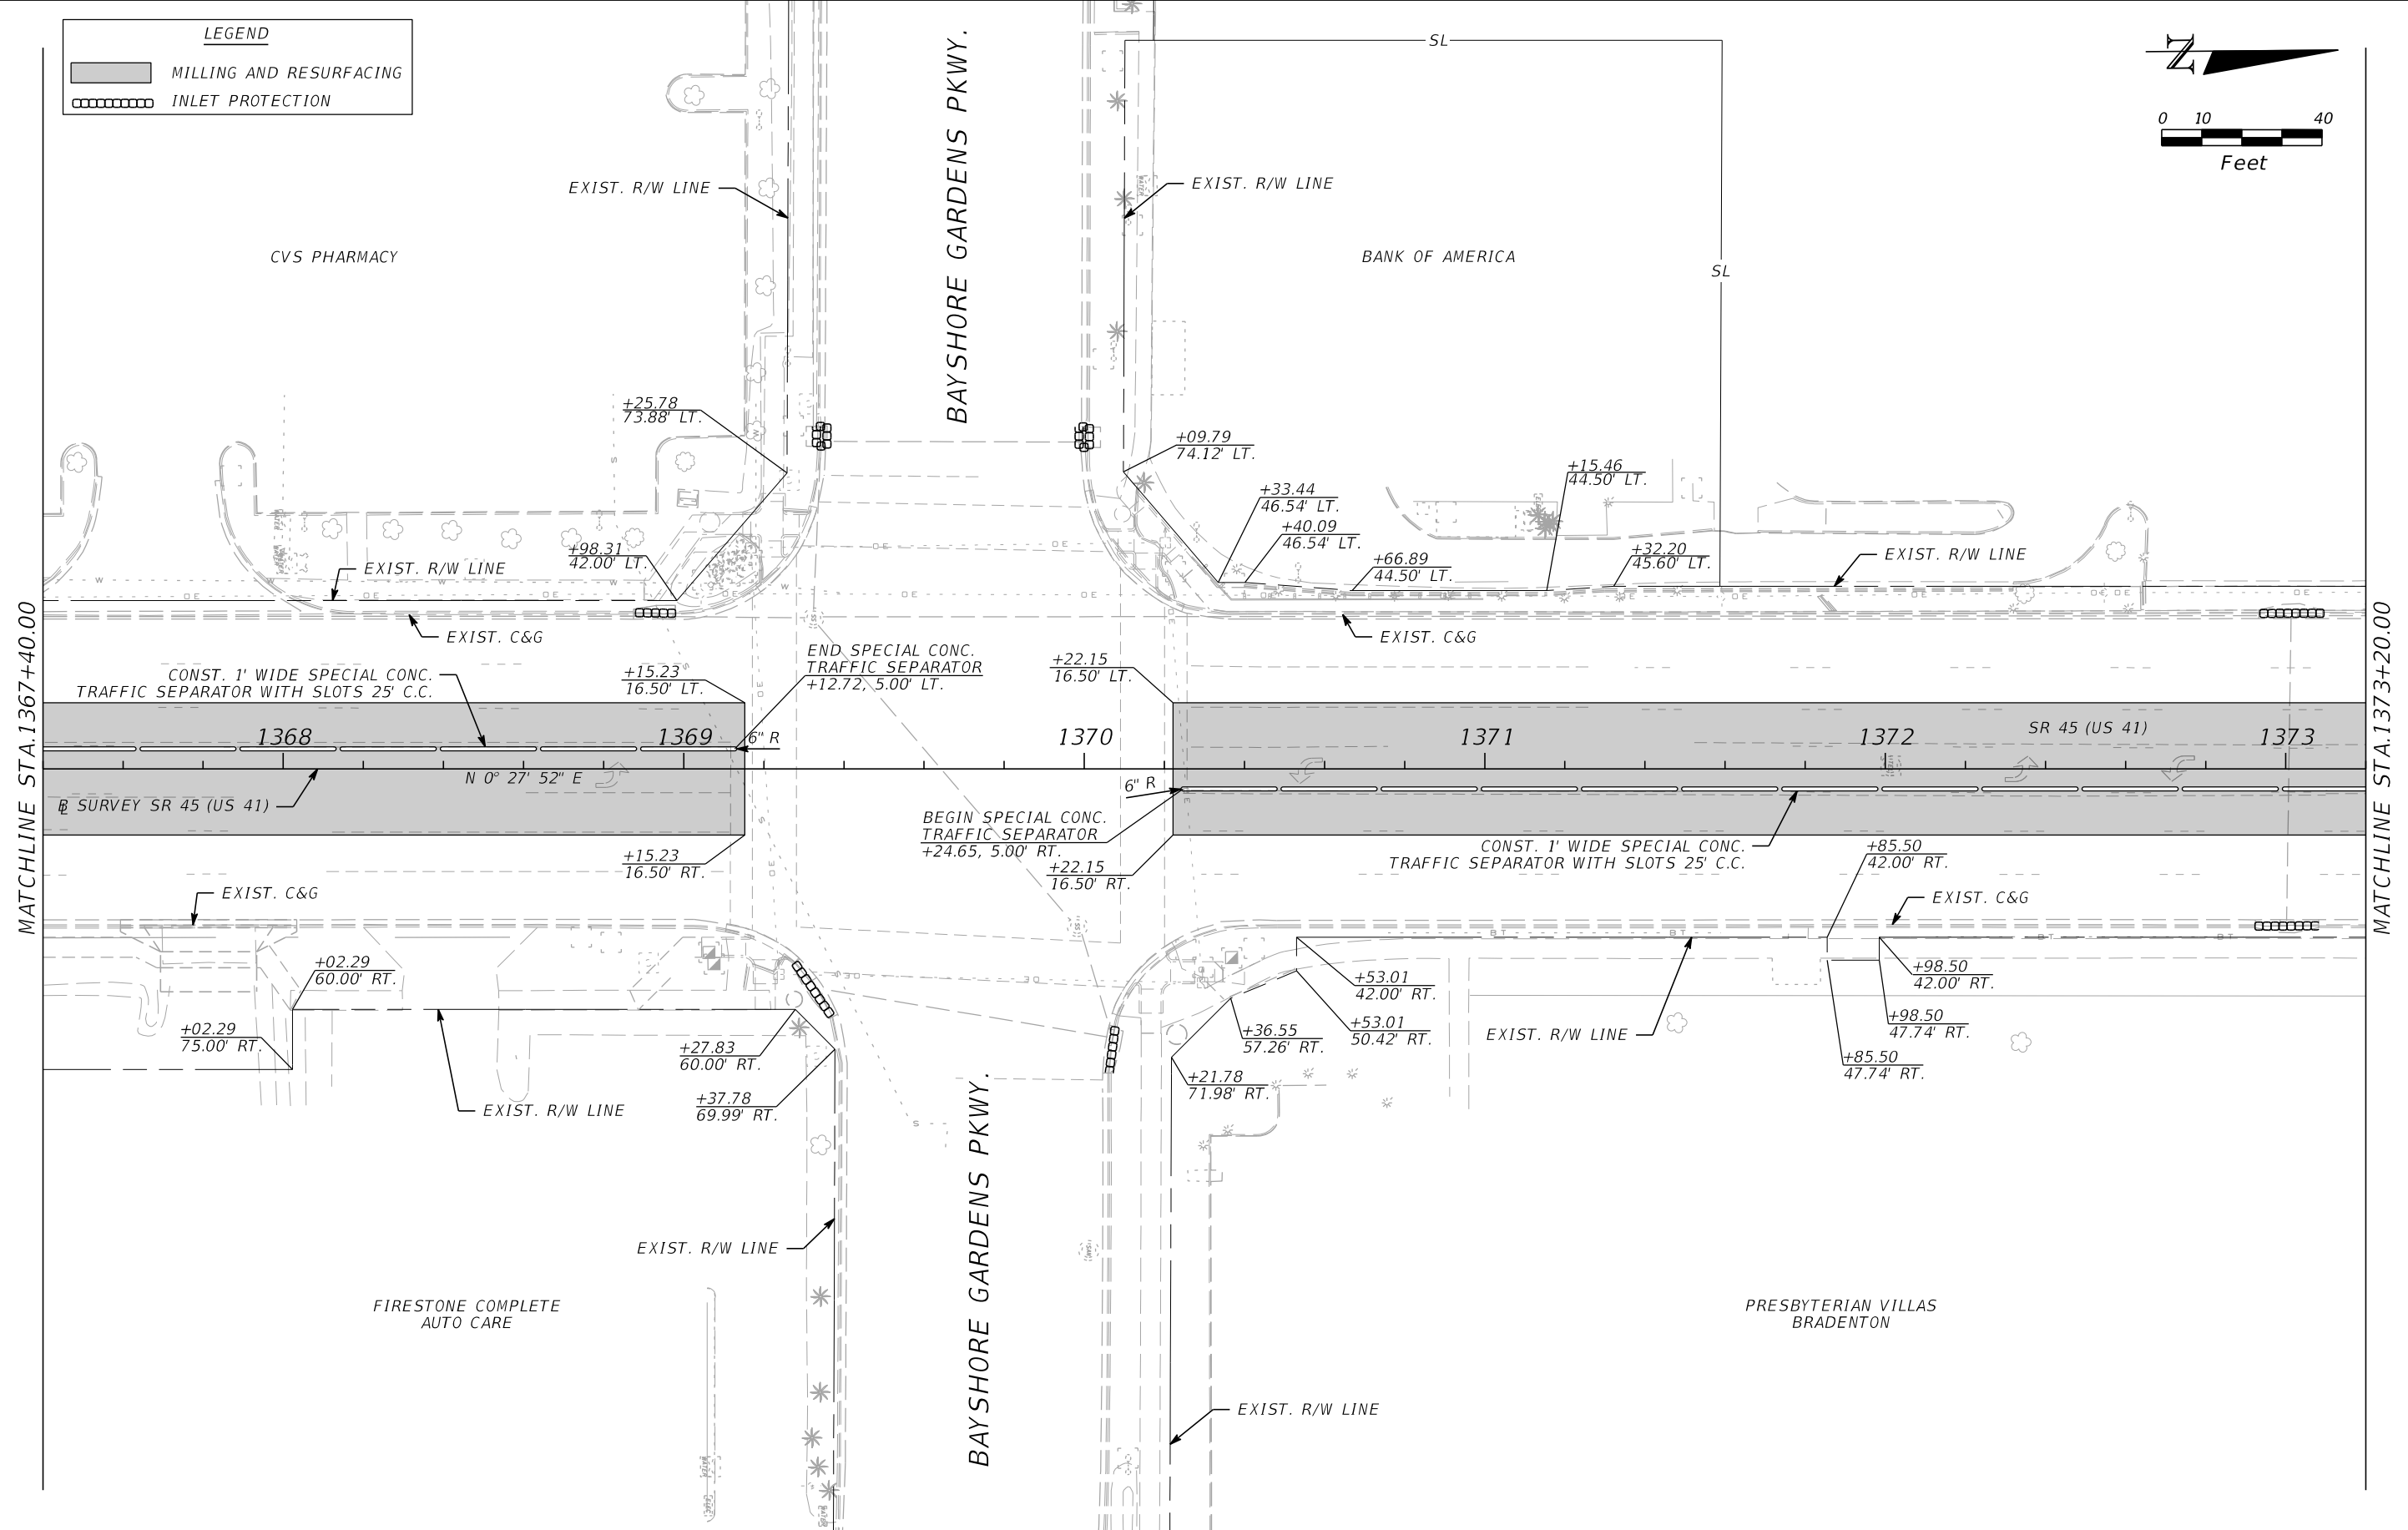 LEGEND
MILLING AND RESURFACING
INLET PROTECTION
BAYSHORE GARDENS PKWY.
SL
N
0 10 40
Feet
EXIST. R/W LINE
EXIST. R/W LINE
CVS PHARMACY
BANK OF AMERICA
SL
+25.78
73.88' LT.
+09.79
74.12' LT.
+33.44
46.54' LT.
+40.09
46.54' LT.
+15.46
44.50' LT.
+98.31
42.00' LT.
+66.89
44.50' LT.
+32.20
45.60' LT.
EXIST. R/W LINE
EXIST. R/W LINE
EXIST. C&G
EXIST. C&G
MATCHLINE STA.1367+40.00
MATCHLINE STA.1373+20.00
CONST. 1' WIDE SPECIAL CONC.
TRAFFIC SEPARATOR WITH SLOTS 25' C.C.
+15.23
16.50' LT.
END SPECIAL CONC.
TRAFFIC SEPARATOR
+12.72, 5.00' LT.
+22.15
16.50' LT.
1368 1369 1370 1371 1372 1373
SR 45 (US 41)
6" R
N 0° 27' 52" E
BL SURVEY SR 45 (US 41)
6" R
BEGIN SPECIAL CONC.
TRAFFIC SEPARATOR
+24.65, 5.00' RT.
+15.23
16.50' RT.
+22.15
16.50' RT.
CONST. 1' WIDE SPECIAL CONC.
TRAFFIC SEPARATOR WITH SLOTS 25' C.C.
+85.50
42.00' RT.
EXIST. C&G
EXIST. C&G
+02.29
60.00' RT.
+02.29
75.00' RT.
+27.83
60.00' RT.
+37.78
69.99' RT.
EXIST. R/W LINE
+53.01
42.00' RT.
+53.01
50.42' RT.
+36.55
57.26' RT.
+21.78
71.98' RT.
EXIST. R/W LINE
+98.50
42.00' RT.
+98.50
47.74' RT.
+85.50
47.74' RT.
BAYSHORE GARDENS PKWY.
EXIST. R/W LINE
FIRESTONE COMPLETE
AUTO CARE
PRESBYTERIAN VILLAS
BRADENTON
EXIST. R/W LINE